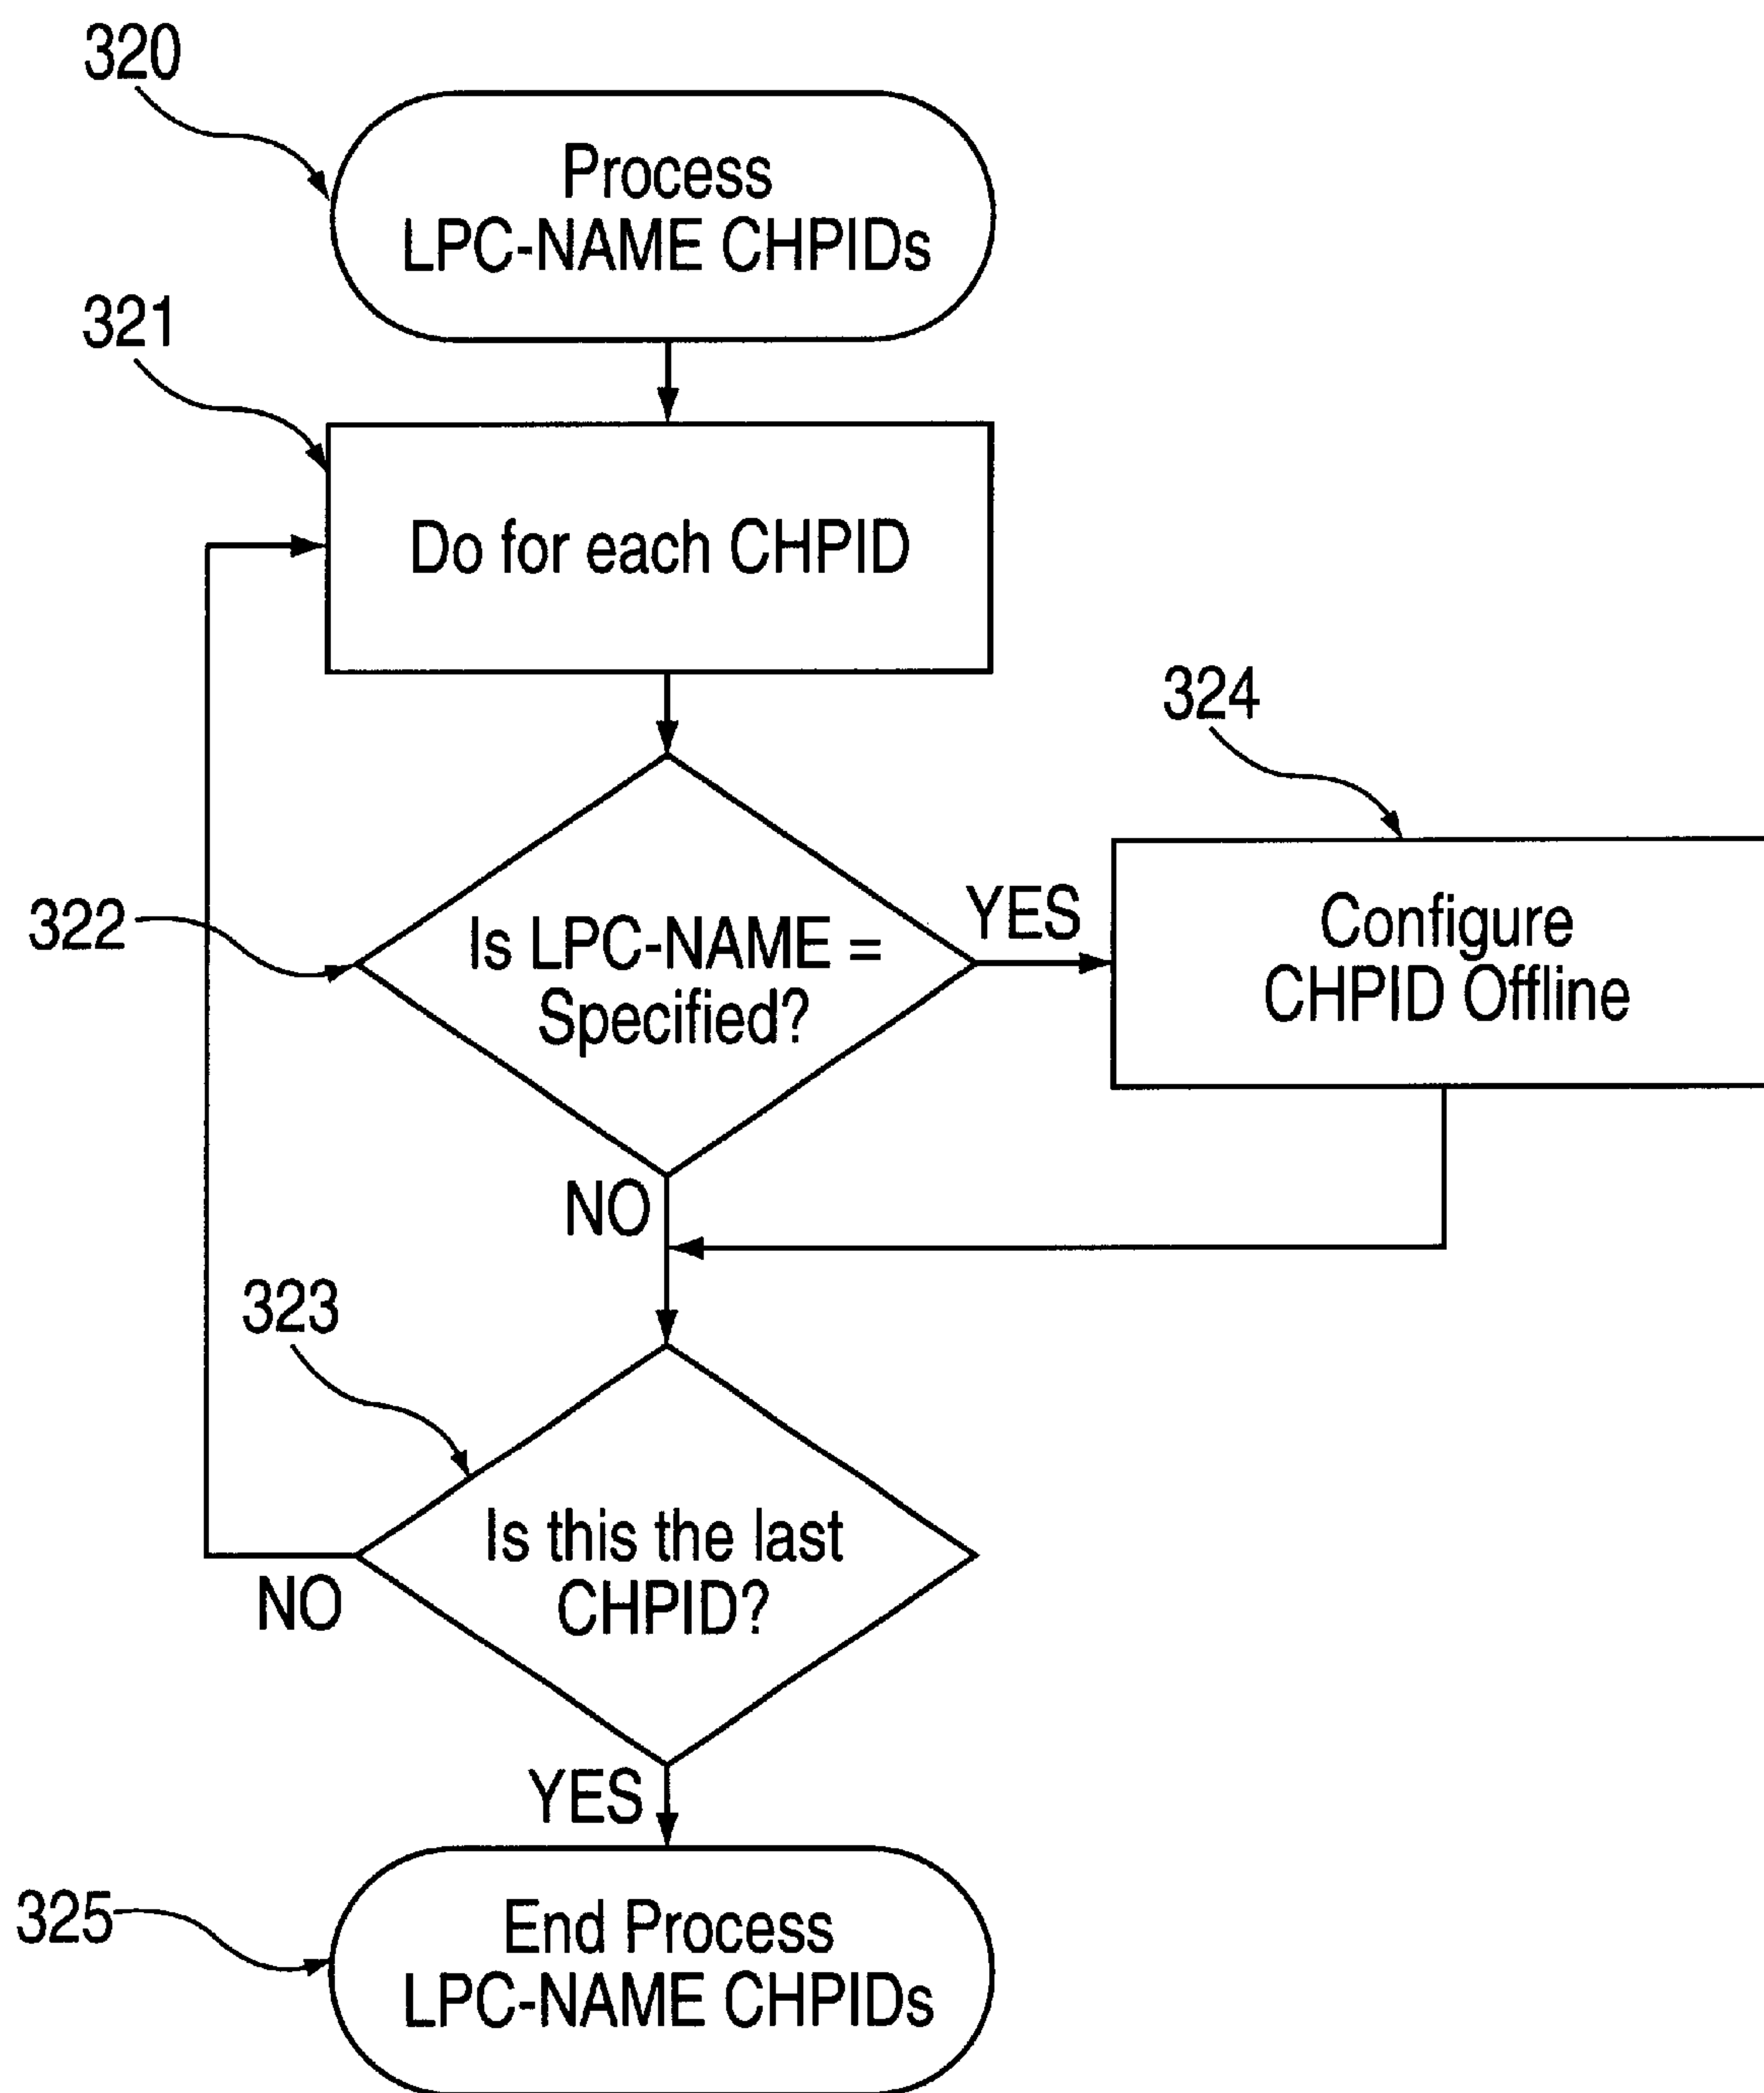 320
Process
LPC-NAME CHPIDs
321
Do for each CHPID
324
322
Is LPC-NAME =
Specified?
YES
Configure
CHPID Offline
NO
323
Is this the last
CHPID?
NO
YES
325
End Process
LPC-NAME CHPIDs